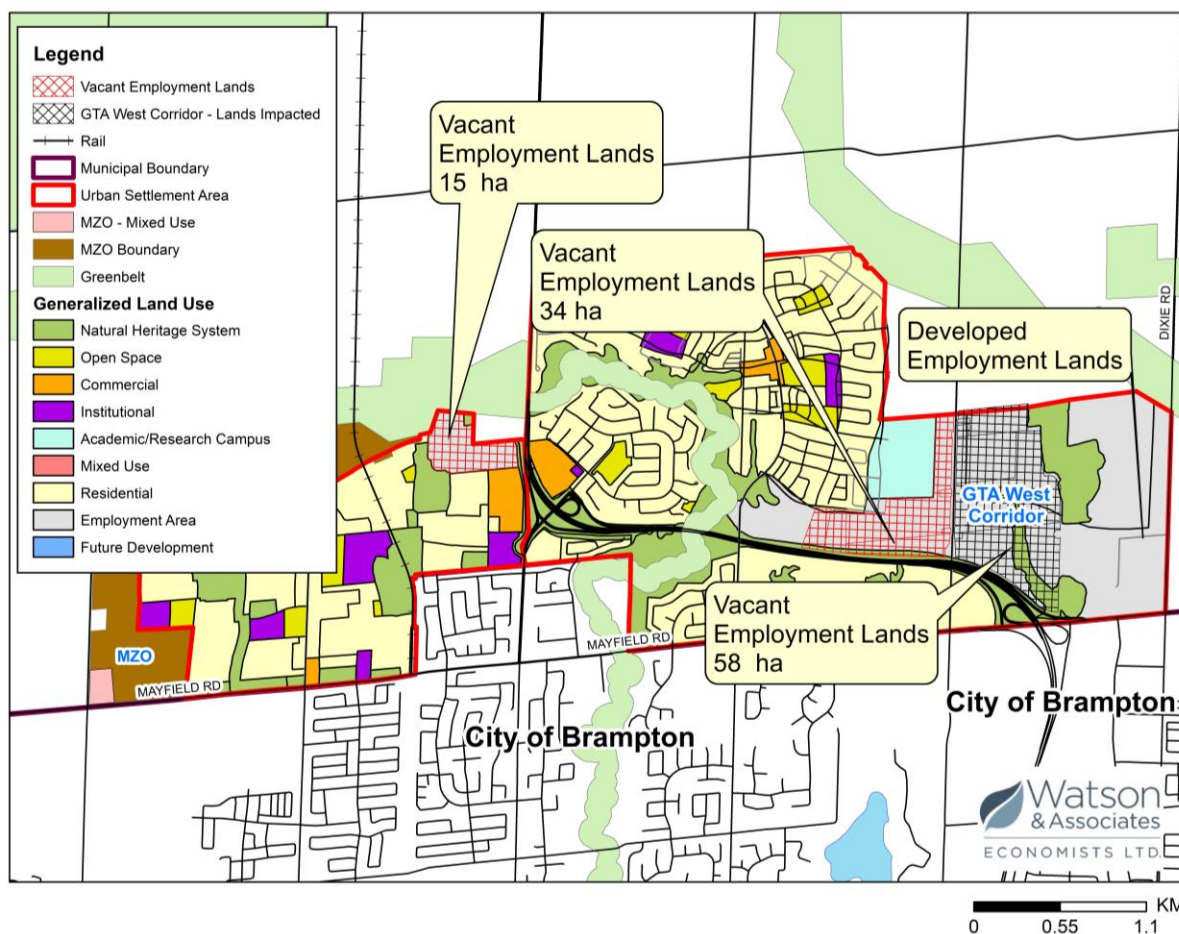 Legend
Vacant Employment Lands
GTA West Corridor - Lands Impacted
Rail
Municipal Boundary
Urban Settlement Area
MZO - Mixed Use
MZO Boundary
Greenbelt
Generalized Land Use
Natural Heritage System
Open Space
Commercial
Institutional
Academic/Research Campus
Mixed Use
Residential
Employment Area
Future Development
Vacant
Employment Lands
15 ha
Vacant
Employment Lands
34 ha
Developed
Employment Lands
DIXIE RD
GTA West
Corridor
Vacant
Employment Lands
58 ha
MZO
MAYFIELD RD
MAYFIELD RD
City of Brampton
City of Brampton
Watson
& Associates
ECONOMISTS LTD.
KM
0 0.55 1.1